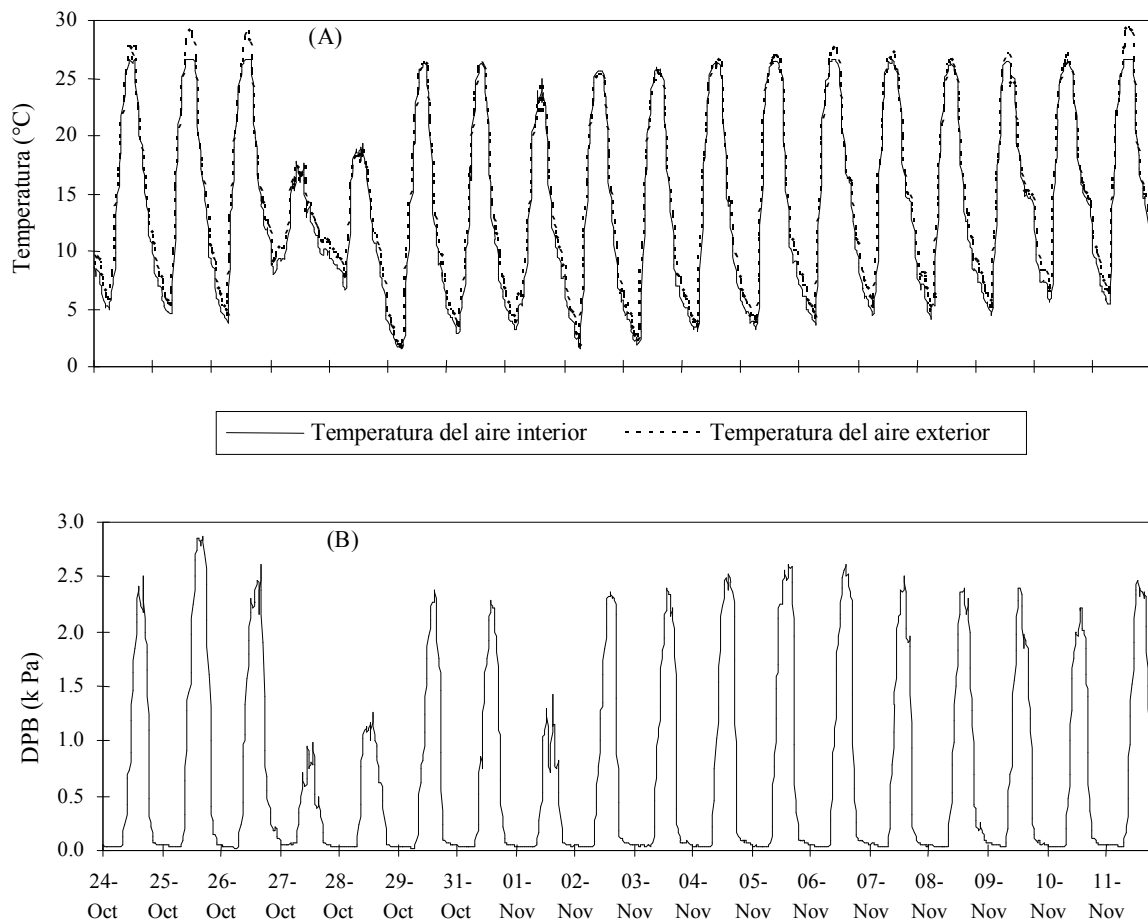 (A)
30
25
20
15
10
5
0
Temperatura (°C)
Temperatura del aire interior
Temperatura del aire exterior
(B)
3.0
2.5
2.0
1.5
1.0
0.5
0.0
DPB (k Pa)
24- 25- 26- 27- 28- 29- 31- 01- 02- 03- 04- 05- 06- 07- 08- 09- 10- 11-
Oct Oct Oct Oct Oct Oct Oct Nov Nov Nov Nov Nov Nov Nov Nov Nov Nov Nov